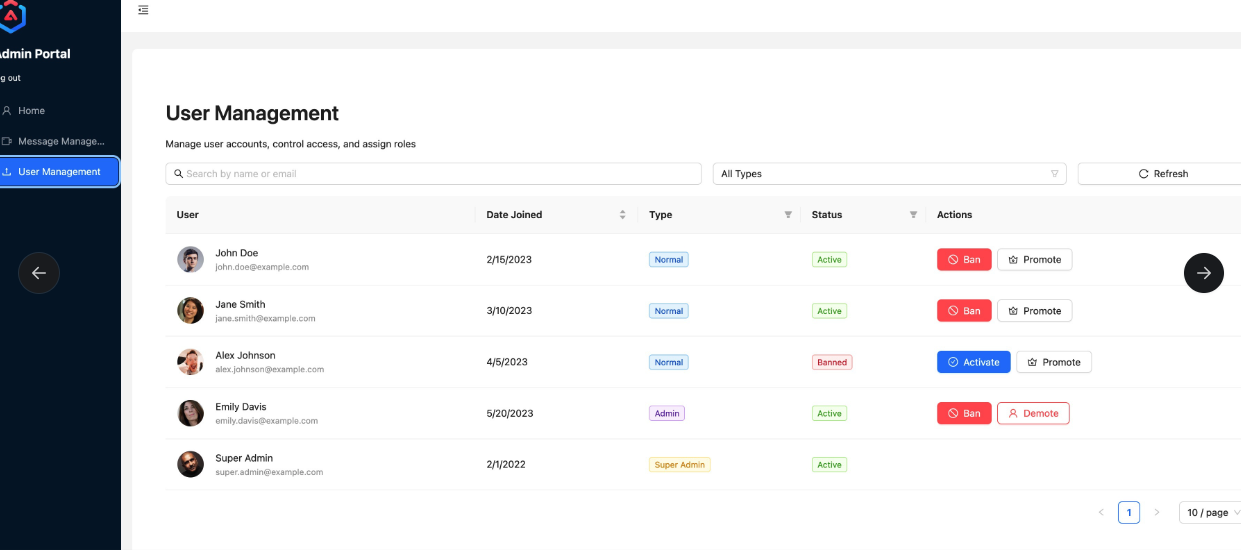 dmin Portal
g out
Home
Message Manage...
User Management
User Management
Manage user accounts, control access, and assign roles
Search by name or email
All Types
Refresh
User Date Joined Type Status Actions
John Doe
john.doe@example.com
2/15/2023 Normal Active Ban Promote
Jane Smith
jane.smith@example.com
3/10/2023 Normal Active Ban Promote
Alex Johnson
alex.johnson@example.com
4/5/2023 Normal Banned Activate Promote
Emily Davis
emily.davis@example.com
5/20/2023 Admin Active Ban Demote
Super Admin
super.admin@example.com
2/1/2022 Super Admin Active
1 10 / page